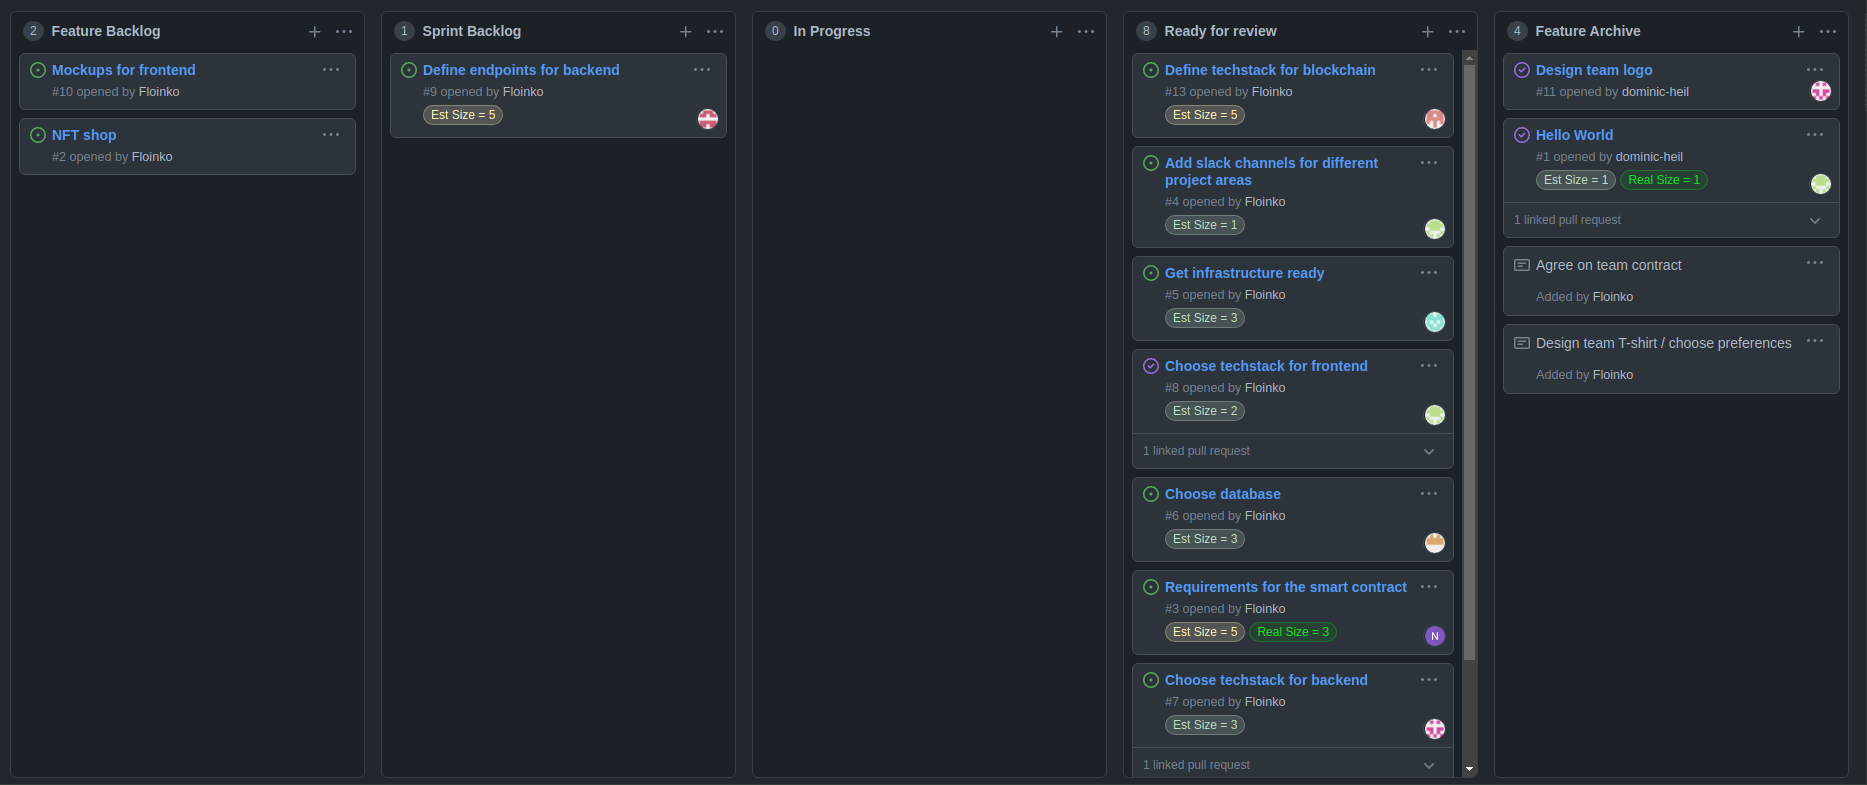 2 Feature Backlog
Mockups for frontend
#10 opened by Floinko
NFT shop
#2 opened by Floinko
1 Sprint Backlog
Define endpoints for backend
#9 opened by Floinko
Est Size = 5
0 In Progress
8 Ready for review
Define techstack for blockchain
#13 opened by Floinko
Est Size = 5
Add slack channels for different
project areas
#4 opened by Floinko
Est Size = 1
Get infrastructure ready
#5 opened by Floinko
Est Size = 3
Choose techstack for frontend
#8 opened by Floinko
Est Size = 2
1 linked pull request
Choose database
#6 opened by Floinko
Est Size = 3
Requirements for the smart contract
#3 opened by Floinko
Est Size = 5 Real Size = 3
N
Choose techstack for backend
#7 opened by Floinko
Est Size = 3
1 linked pull request
4 Feature Archive
Design team logo
#11 opened by dominic-heil
Hello World
#1 opened by dominic-heil
Est Size = 1 Real Size = 1
1 linked pull request
Agree on team contract
Added by Floinko
Design team T-shirt / choose preferences
Added by Floinko